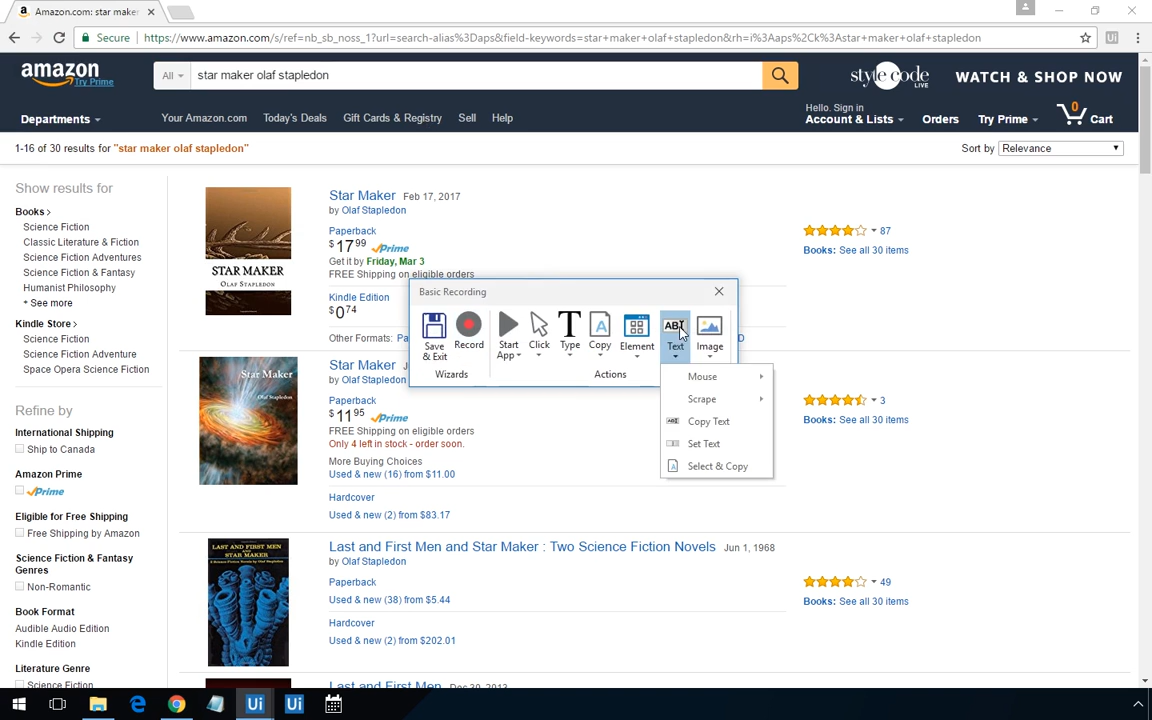 Amazon.com: star maker
Secure https://www.amazon.com/s/ref=nb_sb_noss_1?url=search-alias%3Daps&field-keywords=star+maker+olaf+stapledon&rh=i%3Aaps%2Ck%3Astar+maker+olaf+stapledon
amazon
Try Prime
All star maker olaf stapledon
style code LIVE
WATCH & SHOP NOW
Departments
Your Amazon.com Today's Deals Gift Cards & Registry Sell Help
Hello. Sign in
Account & Lists Orders Try Prime 0 Cart
1-16 of 30 results for "star maker olaf stapledon"
Sort by Relevance
Show results for
Books
Science Fiction
Classic Literature & Fiction
Science Fiction Adventures
Science Fiction & Fantasy
Humanist Philosophy
+ See more
Kindle Store
Science Fiction
Science Fiction Adventure
Space Opera Science Fiction
Refine by
International Shipping
Ship to Canada
Amazon Prime
Prime
Eligible for Free Shipping
Free Shipping by Amazon
Science Fiction & Fantasy
Genres
Non-Romantic
Book Format
Audible Audio Edition
Kindle Edition
Literature Genre
Science Fiction
STAR MAKER
OLAF STAPLEDON
Star Maker Feb 17, 2017
by Olaf Stapledon
Paperback
$17.99 Prime
Get it by Friday, Mar 3
FREE Shipping on eligible orders
Kindle Edition
$0.74
Other Formats: Pa
87
Books: See all 30 items
Basic Recording
Save
& Exit
Record
Start
App
Click
Type
Copy
Element
Text
Image
Wizards
Actions
Mouse
Scrape
Copy Text
Set Text
Select & Copy
Star Maker
Olaf Stapledon
Star Maker
by Olaf Stapledon
Paperback
$11.95 Prime
FREE Shipping on eligible orders
Only 4 left in stock - order soon.
More Buying Choices
Used & new (16) from $11.00
Hardcover
Used & new (2) from $83.17
3
Books: See all 30 items
LAST AND FIRST MEN
AND
STAR MAKER
Last and First Men and Star Maker : Two Science Fiction Novels Jun 1, 1968
by Olaf Stapledon
Paperback
Used & new (38) from $5.44
Hardcover
Used & new (2) from $202.01
49
Books: See all 30 items
Last and First Men Dec 30, 2013
Ui Ui